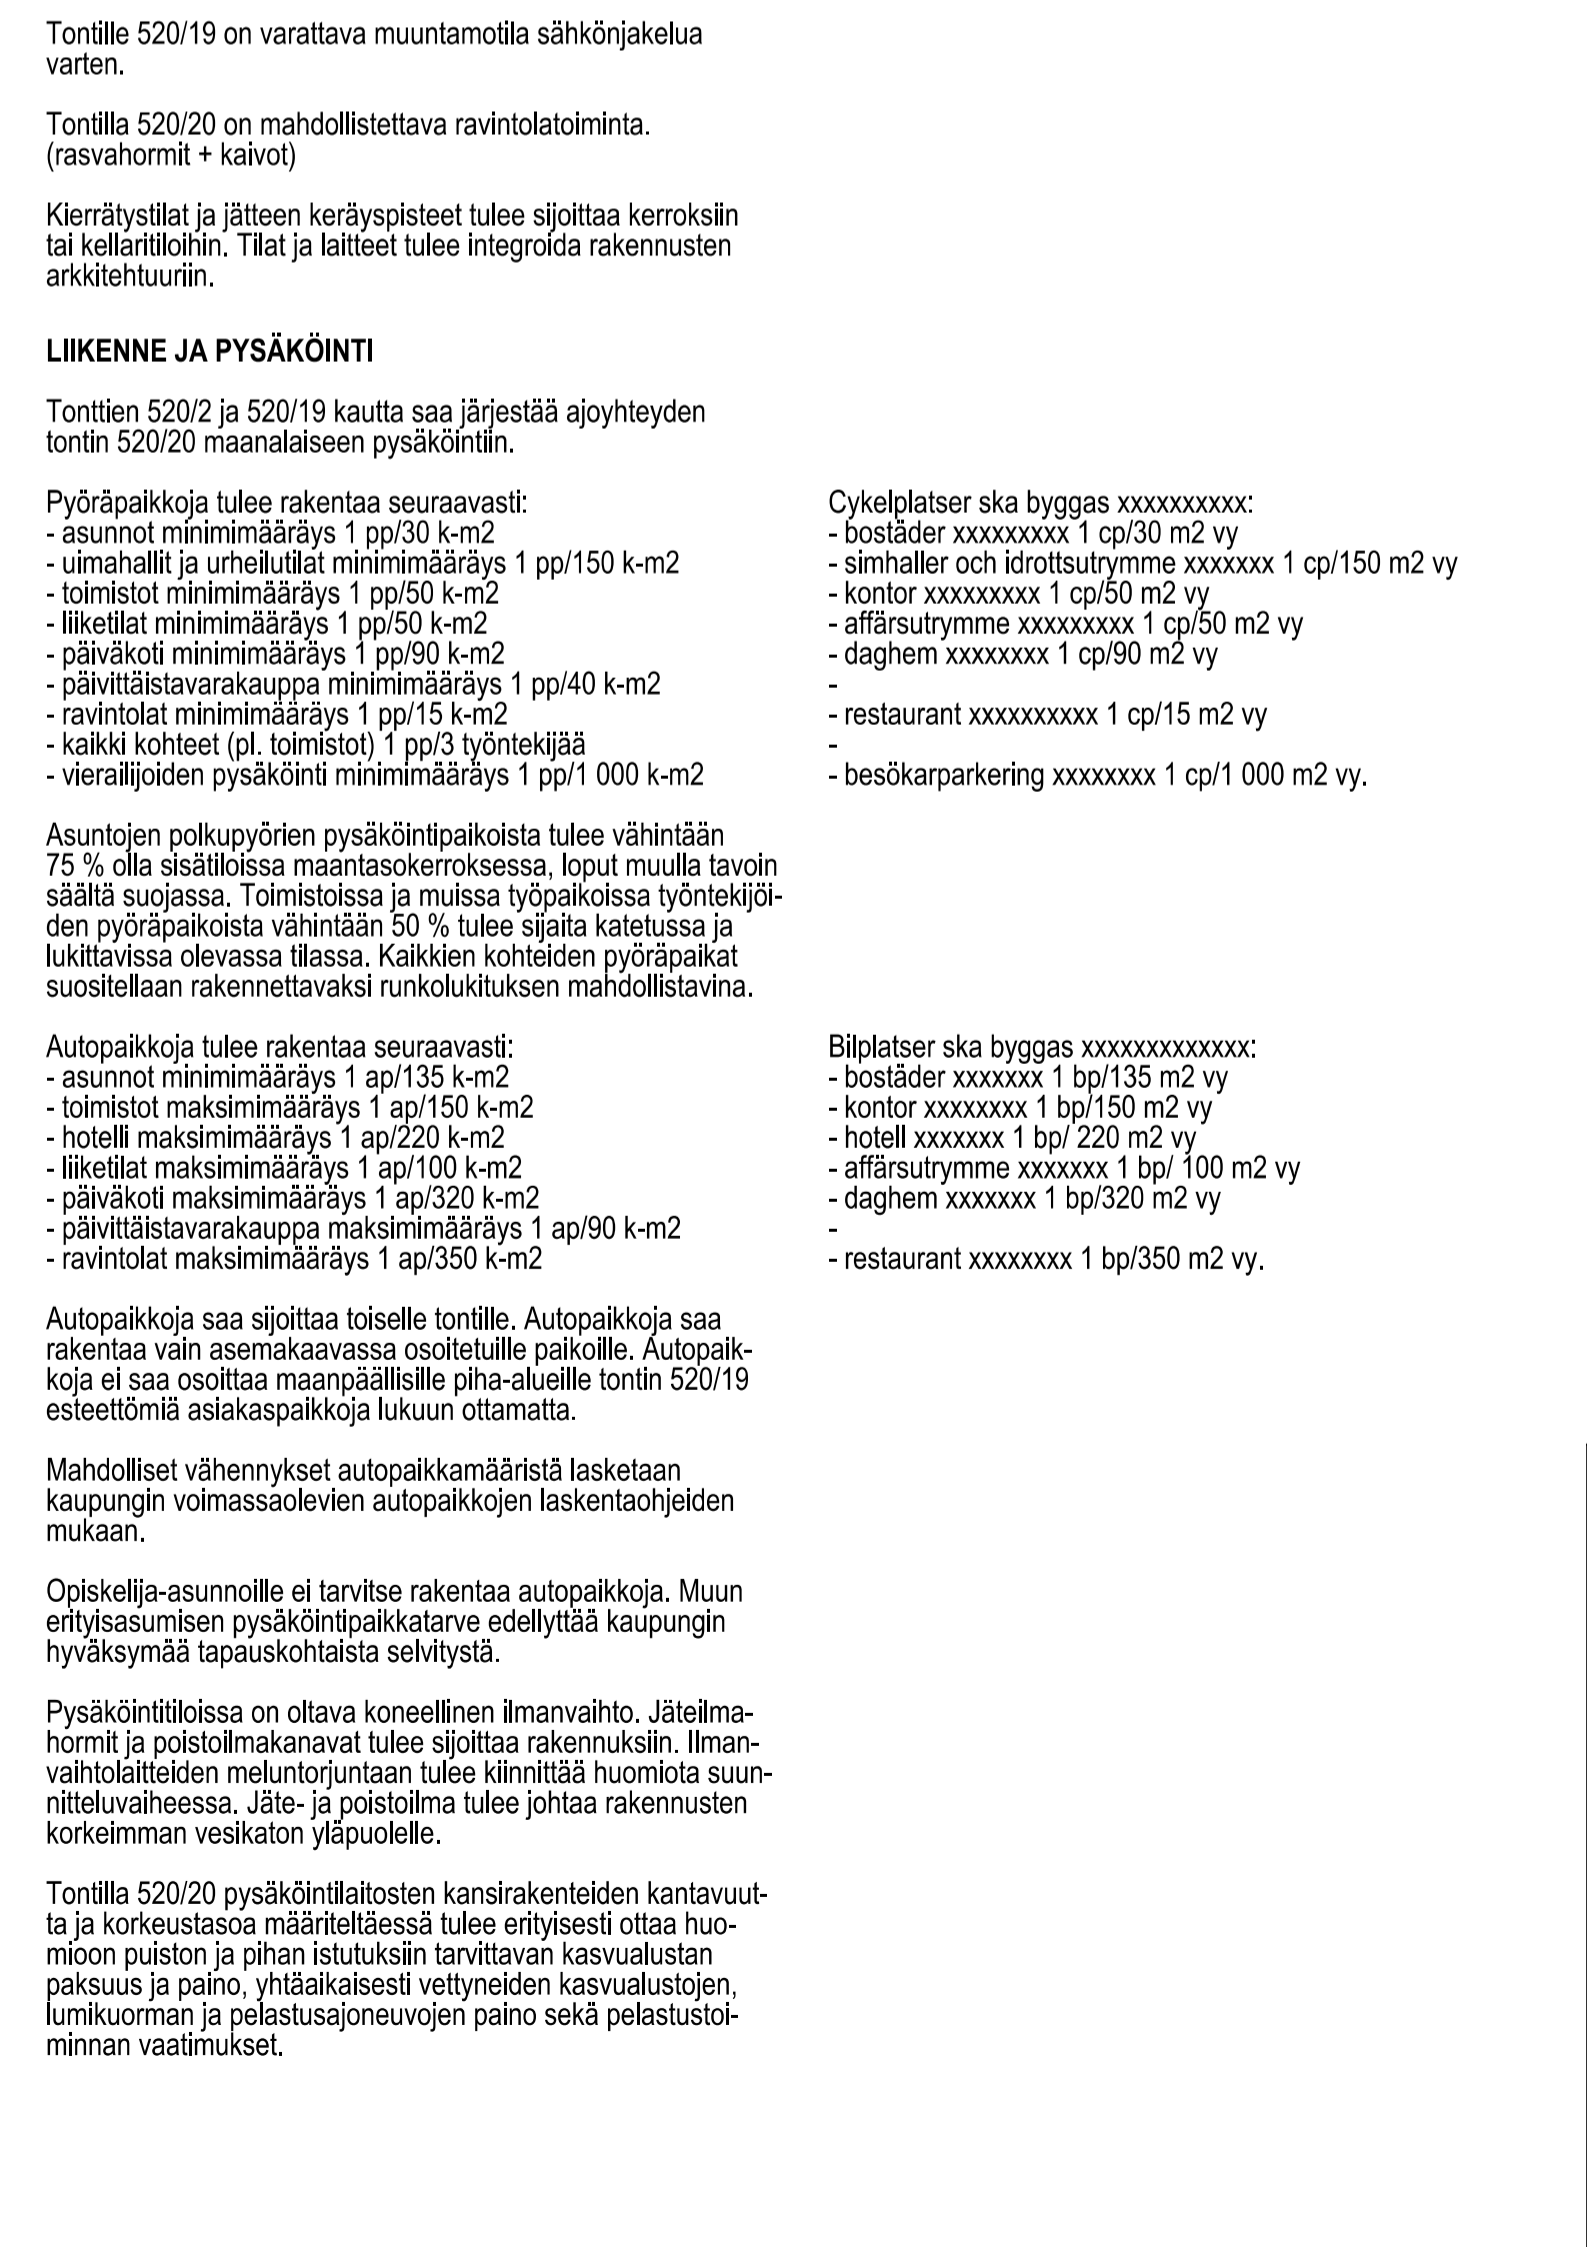 Tontille 520/19 on varattava muuntamotila sähkönjakelua
varten.
Tontilla 520/20 on mahdollistettava ravintolatoiminta.
(rasvahormit + kaivot)
Kierrätystilat ja jätteen keräyspisteet tulee sijoittaa kerroksiin
tai kellaritiloihin. Tilat ja laitteet tulee integroida rakennusten
arkkitehtuuriin.
LIIKENNE JA PYSÄKÖINTI
Tonttien 520/2 ja 520/19 kautta saa järjestää ajoyhteyden
tontin 520/20 maanalaiseen pysäköintiin.
Pyöräpaikkoja tulee rakentaa seuraavasti:
- asunnot minimimääräys 1 pp/30 k-m2
- uimahallit ja urheilutilat minimimääräys 1 pp/150 k-m2
- toimistot minimimääräys 1 pp/50 k-m2
- liiketilat minimimääräys 1 pp/50 k-m2
- päiväkoti minimimääräys 1 pp/90 k-m2
- päivittäistavarakauppa minimimääräys 1 pp/40 k-m2
- ravintolat minimimääräys 1 pp/15 k-m2
- kaikki kohteet (pl. toimistot) 1 pp/3 työntekijää
- vierailijoiden pysäköinti minimimääräys 1 pp/1 000 k-m2
Cykelplatser ska byggas xxxxxxxxxx:
- bostäder xxxxxxxxx 1 cp/30 m2 vy
- simhaller och idrottsutrymme xxxxxxx 1 cp/150 m2 vy
- kontor xxxxxxxxx 1 cp/50 m2 vy
- affärsutrymme xxxxxxxxx 1 cp/50 m2 vy
- daghem xxxxxxxx 1 cp/90 m2 vy
-
- restaurant xxxxxxxxxx 1 cp/15 m2 vy
-
- besökarparkering xxxxxxxx 1 cp/1 000 m2 vy.
Asuntojen polkupyörien pysäköintipaikoista tulee vähintään
75 % olla sisätiloissa maantasokerroksessa, loput muulla tavoin
säältä suojassa. Toimistoissa ja muissa työpaikoissa työntekijöi-
den pyöräpaikoista vähintään 50 % tulee sijaita katetussa ja
lukittavissa olevassa tilassa. Kaikkien kohteiden pyöräpaikat
suositellaan rakennettavaksi runkolukituksen mahdollistavina.
Autopaikkoja tulee rakentaa seuraavasti:
- asunnot minimimääräys 1 ap/135 k-m2
- toimistot maksimimääräys 1 ap/150 k-m2
- hotelli maksimimääräys 1 ap/220 k-m2
- liiketilat maksimimääräys 1 ap/100 k-m2
- päiväkoti maksimimääräys 1 ap/320 k-m2
- päivittäistavarakauppa maksimimääräys 1 ap/90 k-m2
- ravintolat maksimimääräys 1 ap/350 k-m2
Bilplatser ska byggas xxxxxxxxxxxxx:
- bostäder xxxxxxx 1 bp/135 m2 vy
- kontor xxxxxxxx 1 bp/150 m2 vy
- hotell xxxxxxx 1 bp/ 220 m2 vy
- affärsutrymme xxxxxxx 1 bp/ 100 m2 vy
- daghem xxxxxxx 1 bp/320 m2 vy
-
- restaurant xxxxxxxx 1 bp/350 m2 vy.
Autopaikkoja saa sijoittaa toiselle tontille. Autopaikkoja saa
rakentaa vain asemakaavassa osoitetuille paikoille. Autopaik-
koja ei saa osoittaa maanpäällisille piha-alueille tontin 520/19
esteettömiä asiakaspaikkoja lukuun ottamatta.
Mahdolliset vähennykset autopaikkamääristä lasketaan
kaupungin voimassaolevien autopaikkojen laskentaohjeiden
mukaan.
Opiskelija-asunnoille ei tarvitse rakentaa autopaikkoja. Muun
erityisasumisen pysäköintipaikkatarve edellyttää kaupungin
hyväksymää tapauskohtaista selvitystä.
Pysäköintitiloissa on oltava koneellinen ilmanvaihto. Jäteilma-
hormit ja poistoilmakanavat tulee sijoittaa rakennuksiin. Ilman-
vaihtolaitteiden meluntorjuntaan tulee kiinnittää huomiota suun-
nitteluvaiheessa. Jäte- ja poistoilma tulee johtaa rakennusten
korkeimman vesikaton yläpuolelle.
Tontilla 520/20 pysäköintilaitosten kansirakenteiden kantavuut-
ta ja korkeustasoa määriteltäessä tulee erityisesti ottaa huo-
mioon puiston ja pihan istutuksiin tarvittavan kasvualustan
paksuus ja paino, yhtäaikaisesti vettyneiden kasvualustojen,
lumikuorman ja pelastusajoneuvojen paino sekä pelastustoi-
minnan vaatimukset.